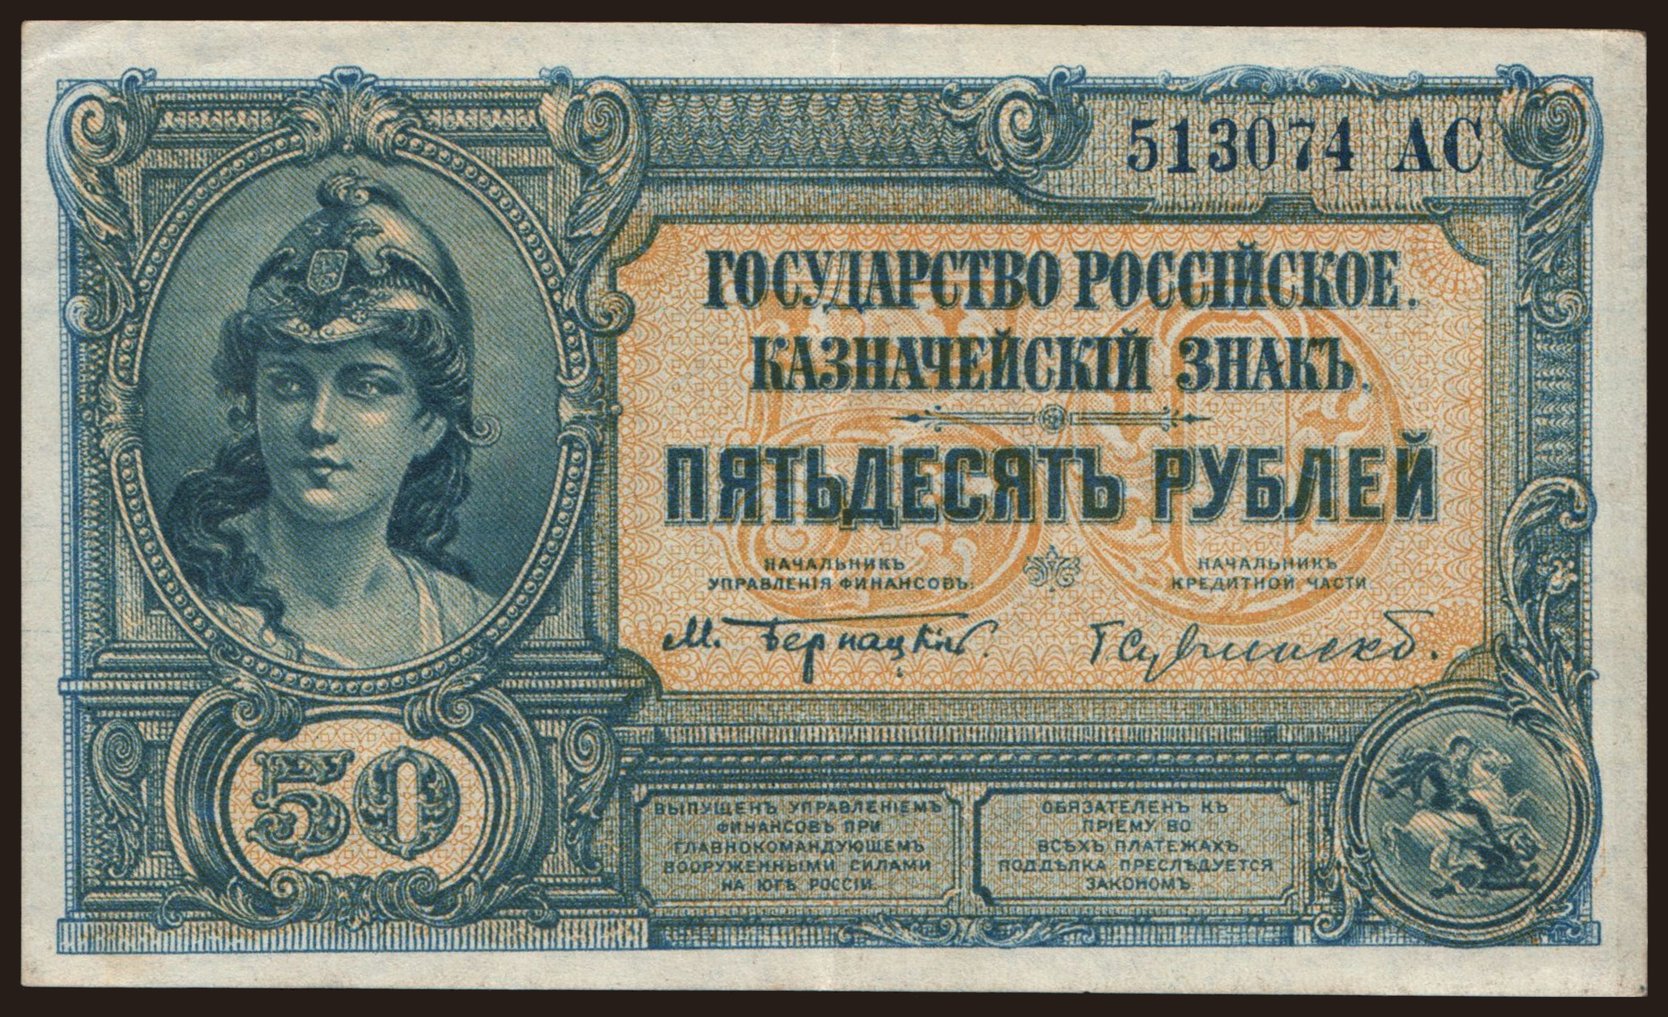 513074 АС
ГОСУДАРСТВО РОССІЙСКОЕ.
КАЗНАЧЕЙСКІЙ ЗНАКЪ.
ПЯТЬДЕСЯТЪ РУБЛЕЙ
НАЧАЛЬНИКЪ
УПРАВЛЕНІЯ ФИНАНСОВЪ:
М. Бернацкій.
НАЧАЛЬНИКЪ
КРЕДИТНОЙ ЧАСТИ
50
50
ВЫПУЩЕНЪ УПРАВЛЕНІЕМЪ
ФИНАНСОВЪ ПРИ
ГЛАВНОКОМАНДУЮЩЕМЪ
ВООРУЖЕННЫМИ СИЛАМИ
НА ЮГѢ РОССІИ.
ОБЯЗАТЕЛЕНЪ КЪ
ПРІЕМУ ВО
ВСѢХЪ ПЛАТЕЖАХЪ.
ПОДДѢЛКА ПРЕСЛѢДУЕТСЯ
ЗАКОНОМЪ